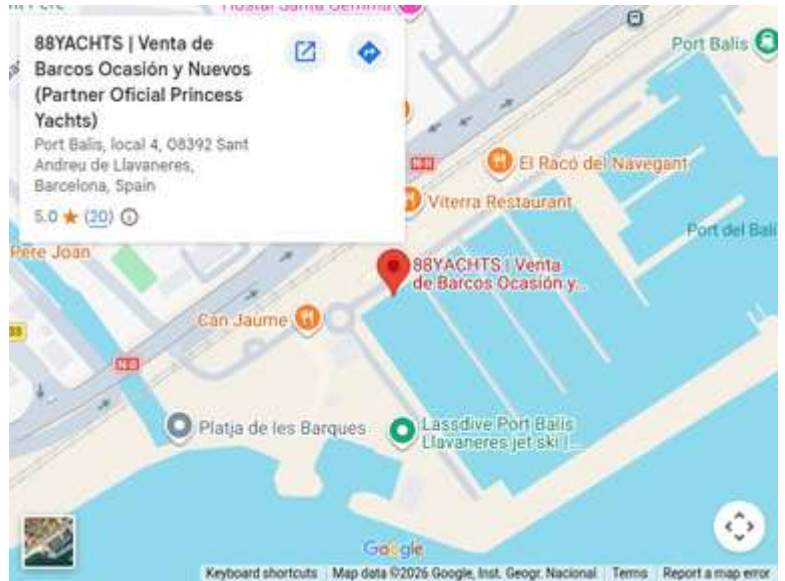 Hostal Santa Gemma
88YACHTS | Venta de
Barcos Ocasión y Nuevos
(Partner Oficial Princess
Yachts)
Port Balis, local 4, 08392 Sant
Andreu de Llavaneres,
Barcelona, Spain
5.0 ★ (20)
Port Balis
N-II
El Racó del Navegant
Viterra Restaurant
Port del Balí
Pere Joan
88YACHTS | Venta
de Barcos Ocasión y...
Can Jaume
N-II
Platja de les Barques
Lassdive Port Balis
Llavaneres jet ski |...
Google
Keyboard shortcuts
Map data ©2026 Google, Inst. Geogr. Nacional
Terms
Report a map error